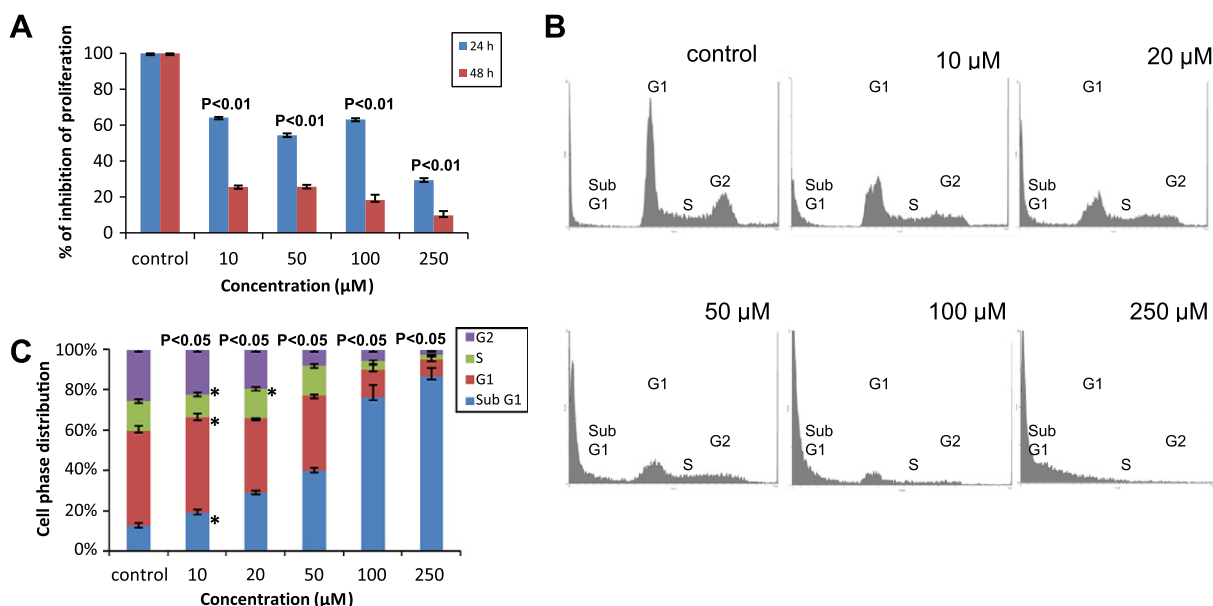 A
% of inhibition of proliferation
100
80
60
40
20
0
24 h
48 h
P<0.01
P<0.01
P<0.01
P<0.01
control 10 50 100 250
Concentration (µM)
B
control
G1
Sub
G1
S
G2
10 µM
G1
Sub
G1
S
G2
20 µM
G1
Sub
G1
S
G2
50 µM
G1
Sub
G1
S
G2
100 µM
G1
Sub
G1
S
G2
250 µM
G1
Sub
G1
S
G2
C
Cell phase distribution
100%
80%
60%
40%
20%
0%
P<0.05 P<0.05 P<0.05 P<0.05 P<0.05
G2
S
G1
Sub G1
*
*
*
*
control 10 20 50 100 250
Concentration (µM)